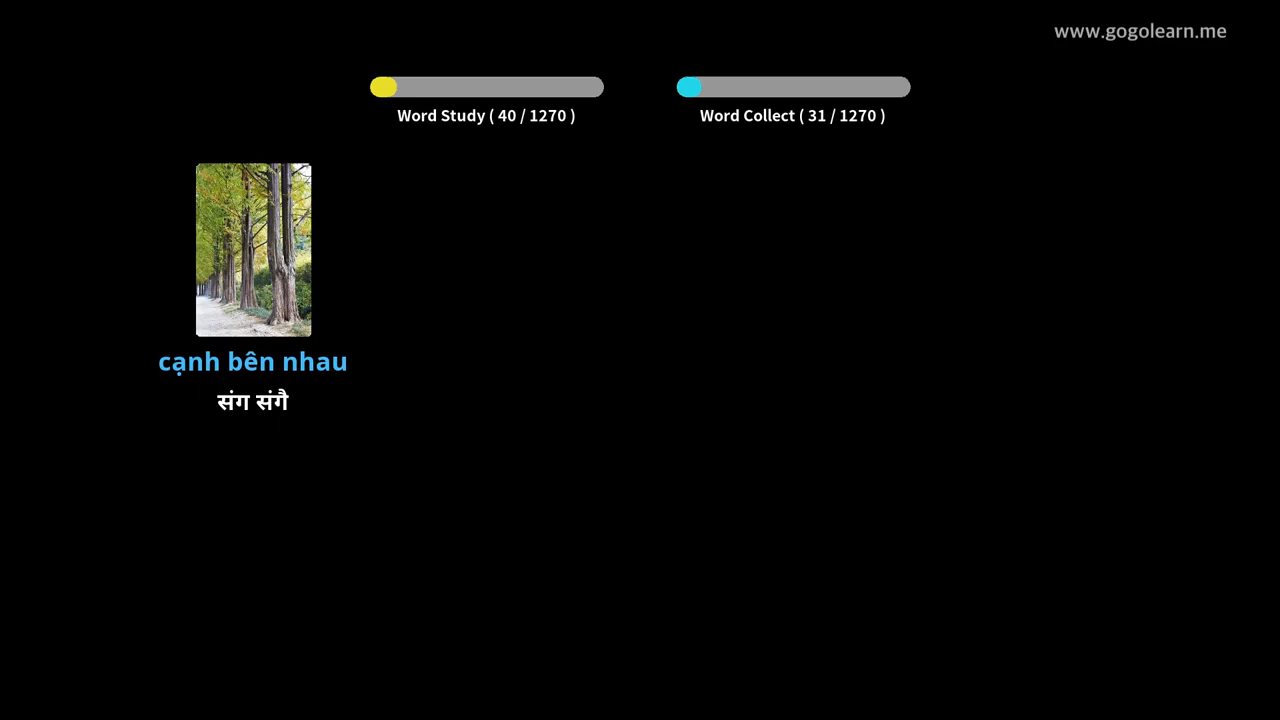 www.gogolearn.me
Word Study ( 40 / 1270 )
Word Collect ( 31 / 1270 )
cạnh bên nhau
संग संगै